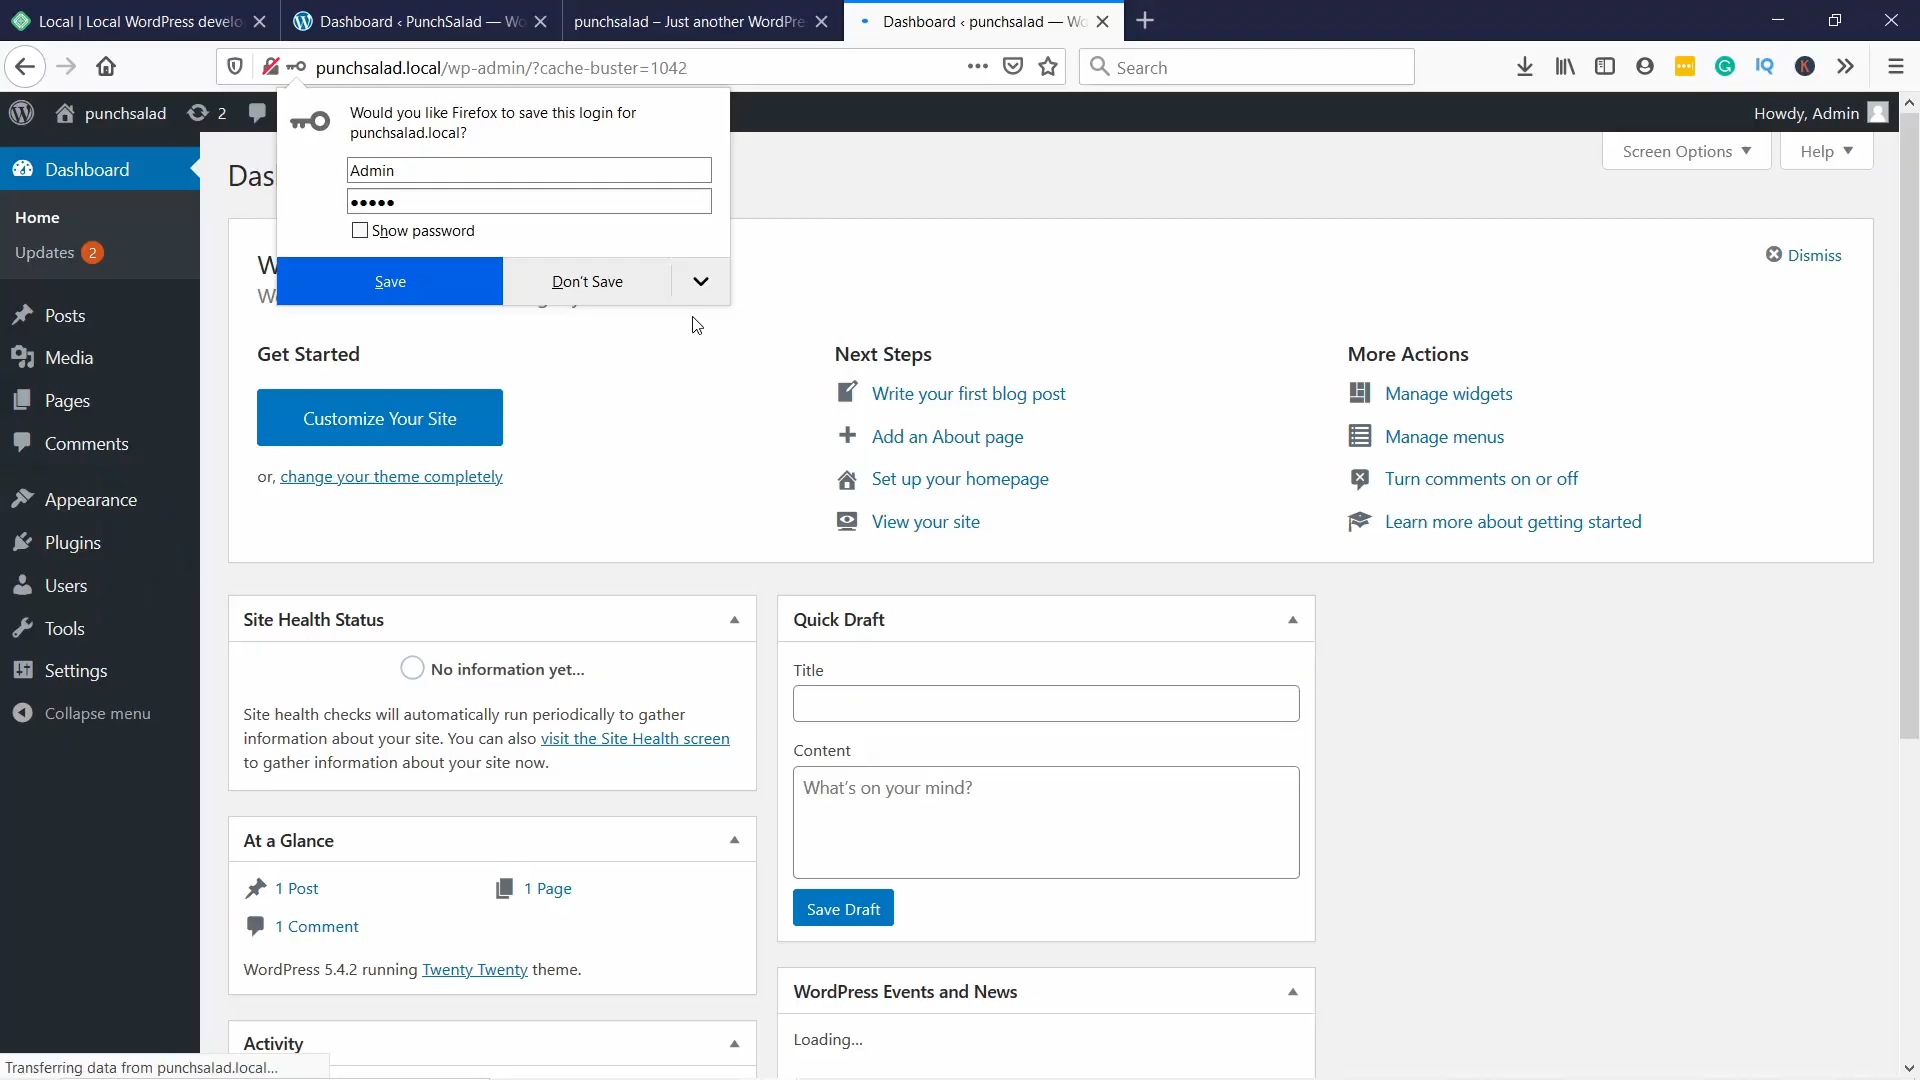 Local | Local WordPress develo
Dashboard ‹ PunchSalad — Wo
punchsalad – Just another WordPre
Dashboard ‹ punchsalad — Wo
punchsalad.local/wp-admin/?cache-buster=1042
Search
IQ
K
punchsalad
2
Howdy, Admin
Would you like Firefox to save this login for
punchsalad.local?
Admin
Show password
Save
Don't Save
Screen Options
Help
Dashboard
Home
Updates 2
Posts
Media
Pages
Comments
Appearance
Plugins
Users
Tools
Settings
Collapse menu
Das
W
We
Dismiss
Get Started
Customize Your Site
or, change your theme completely
Next Steps
Write your first blog post
Add an About page
Set up your homepage
View your site
More Actions
Manage widgets
Manage menus
Turn comments on or off
Learn more about getting started
Site Health Status
No information yet...
Site health checks will automatically run periodically to gather
information about your site. You can also visit the Site Health screen
to gather information about your site now.
At a Glance
1 Post
1 Page
1 Comment
WordPress 5.4.2 running Twenty Twenty theme.
Activity
Quick Draft
Title
Content
What's on your mind?
Save Draft
WordPress Events and News
Loading...
Transferring data from punchsalad.local...